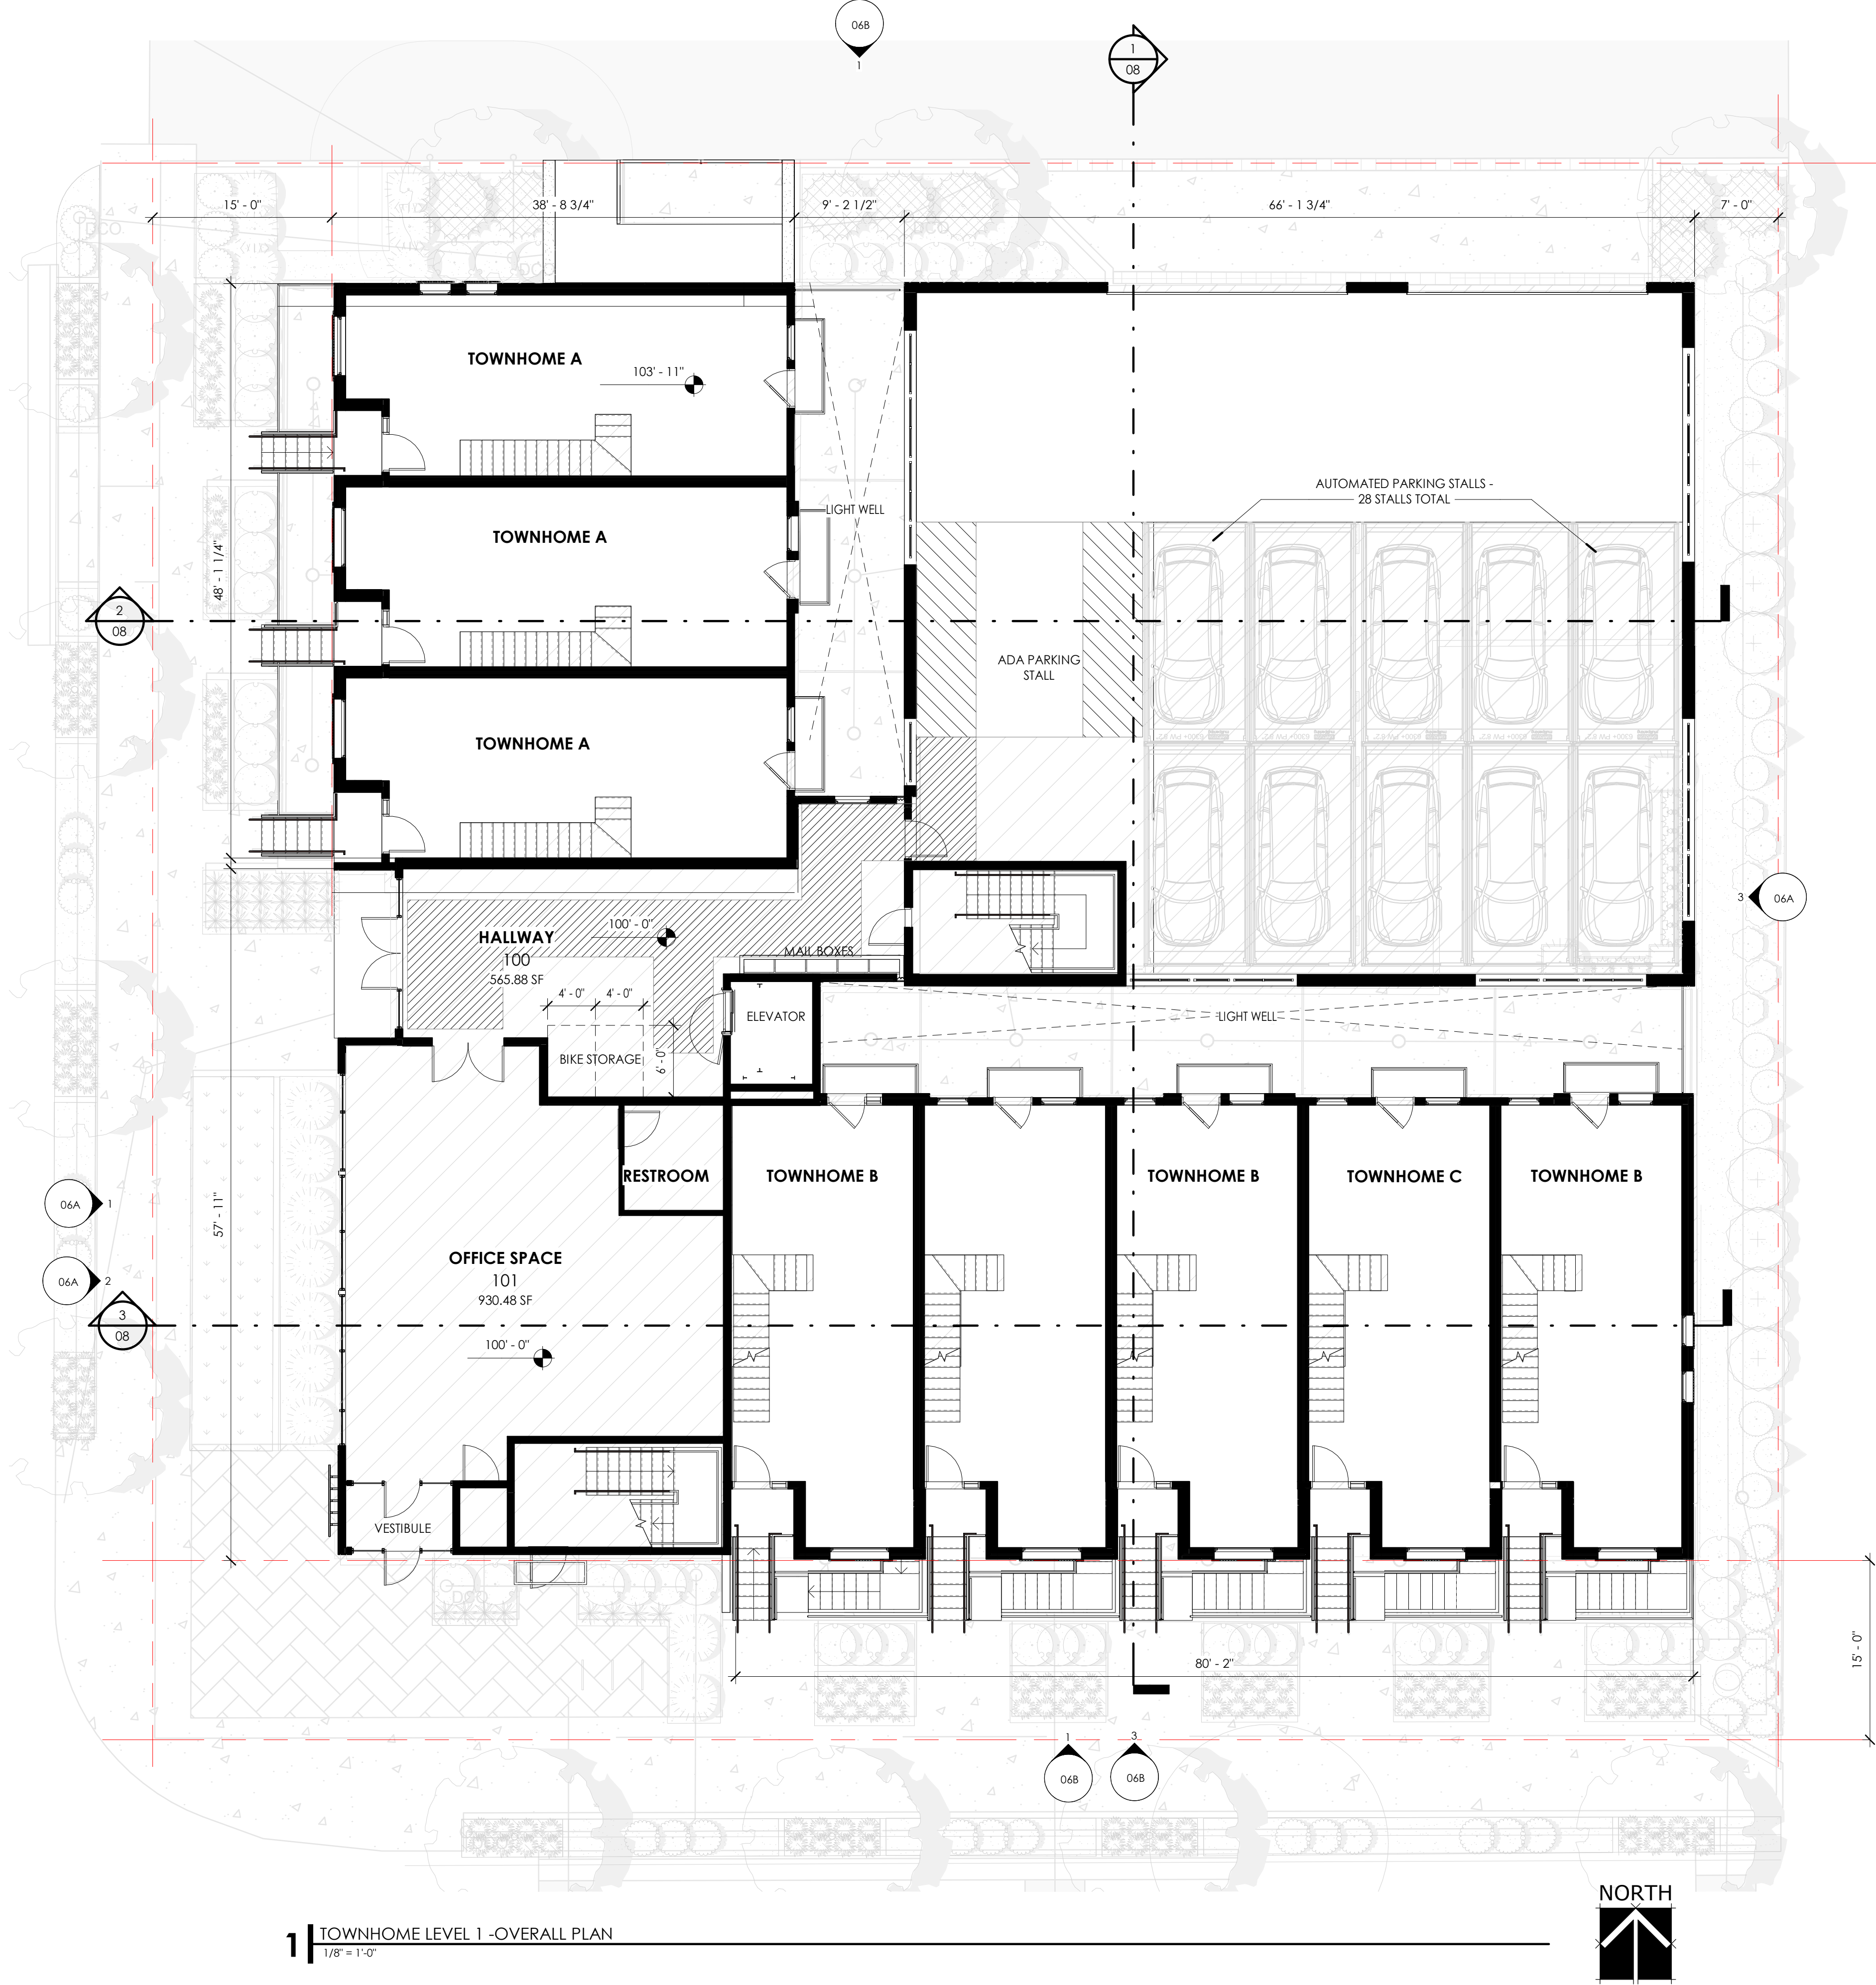 06B
1
1
08
15' - 0"
38' - 8 3/4"
9' - 2 1/2"
66' - 1 3/4"
7' - 0"
DCO
DCO
DCO
TOWNHOME A
103' - 11"
AUTOMATED PARKING STALLS -
28 STALLS TOTAL
LIGHT WELL
TOWNHOME A
48' - 1 1/4"
2
08
ADA PARKING
STALL
TOWNHOME A
3
06A
HALLWAY
100
565.88 SF
100' - 0"
MAIL BOXES
4' - 0"
4' - 0"
ELEVATOR
LIGHT WELL
BIKE STORAGE
6' - 0"
RESTROOM
TOWNHOME B
TOWNHOME B
TOWNHOME C
TOWNHOME B
06A
1
57' - 11"
OFFICE SPACE
101
930.48 SF
06A
2
3
08
100' - 0"
VESTIBULE
DCO
80' - 2"
15' - 0"
1
06B
3
06B
NORTH
1
TOWNHOME LEVEL 1 -OVERALL PLAN
1/8" = 1'-0"